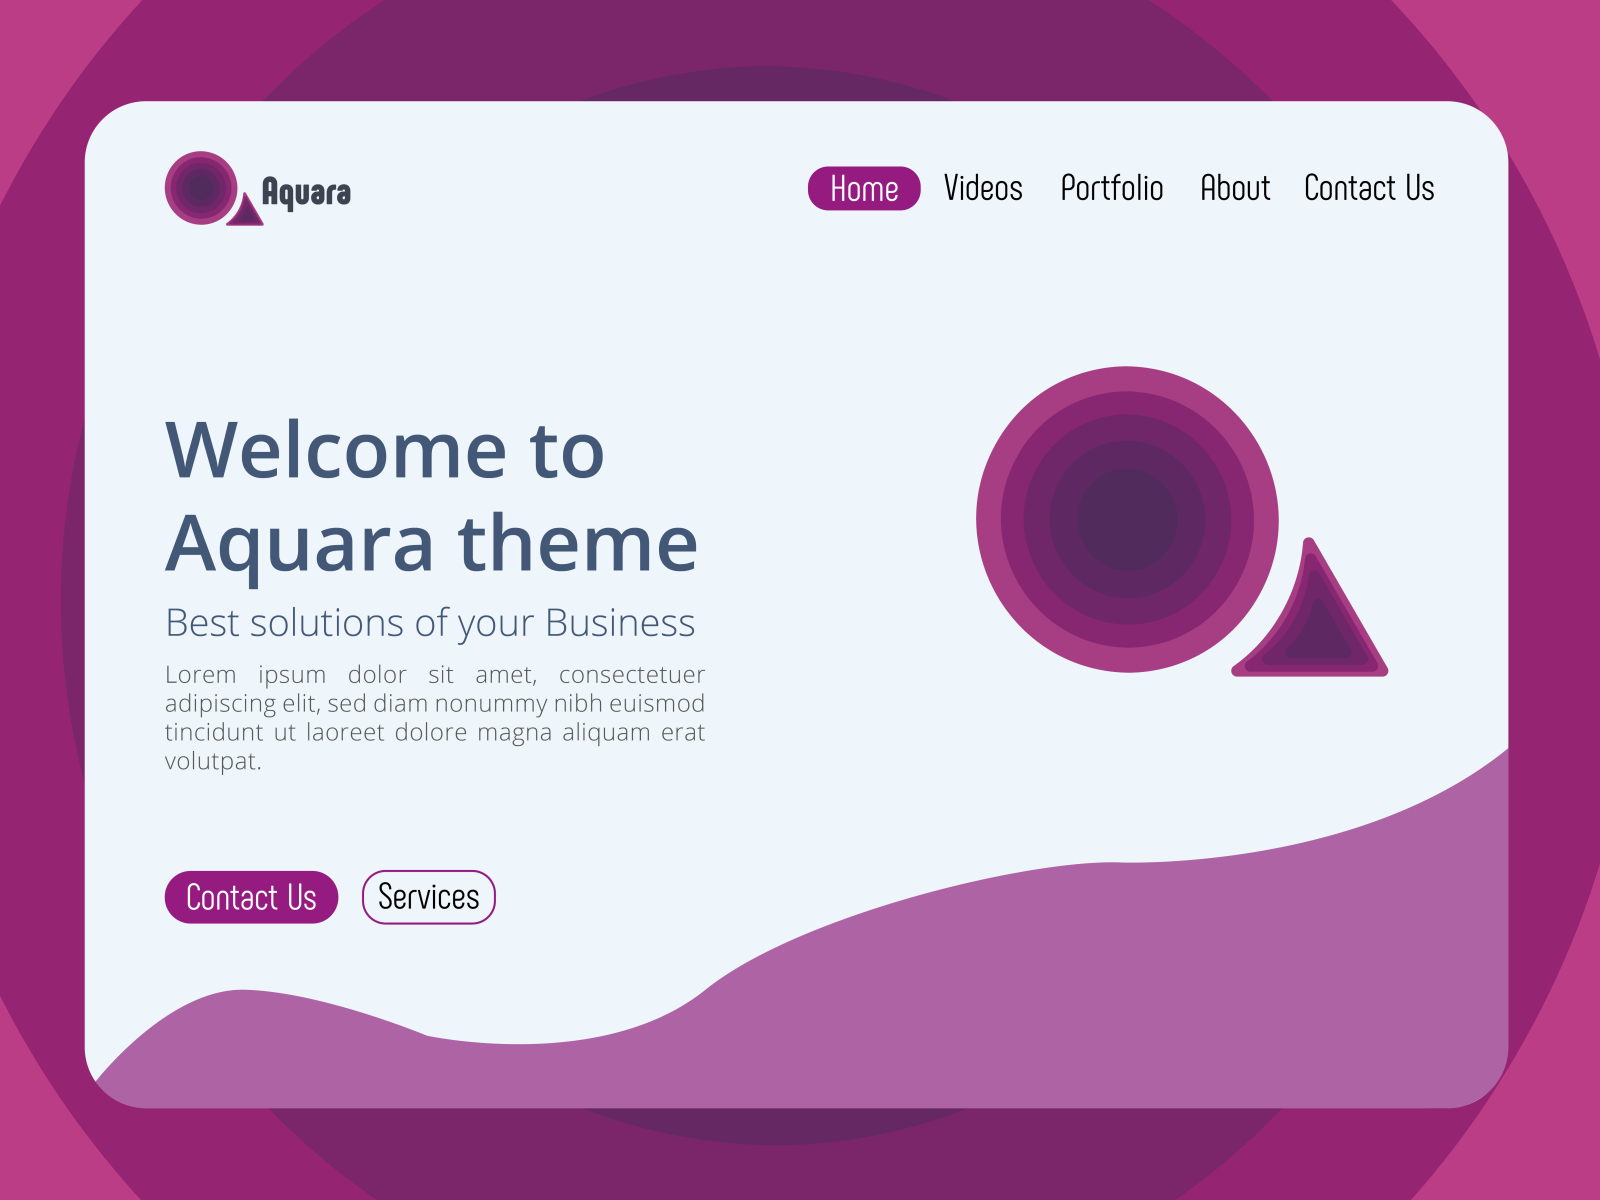 Aquara
Home Videos Portfolio About Contact Us
Welcome to
Aquara theme
Best solutions of your Business
Lorem ipsum dolor sit amet, consectetuer
adipiscing elit, sed diam nonummy nibh euismod
tincidunt ut laoreet dolore magna aliquam erat
volutpat.
Contact Us Services